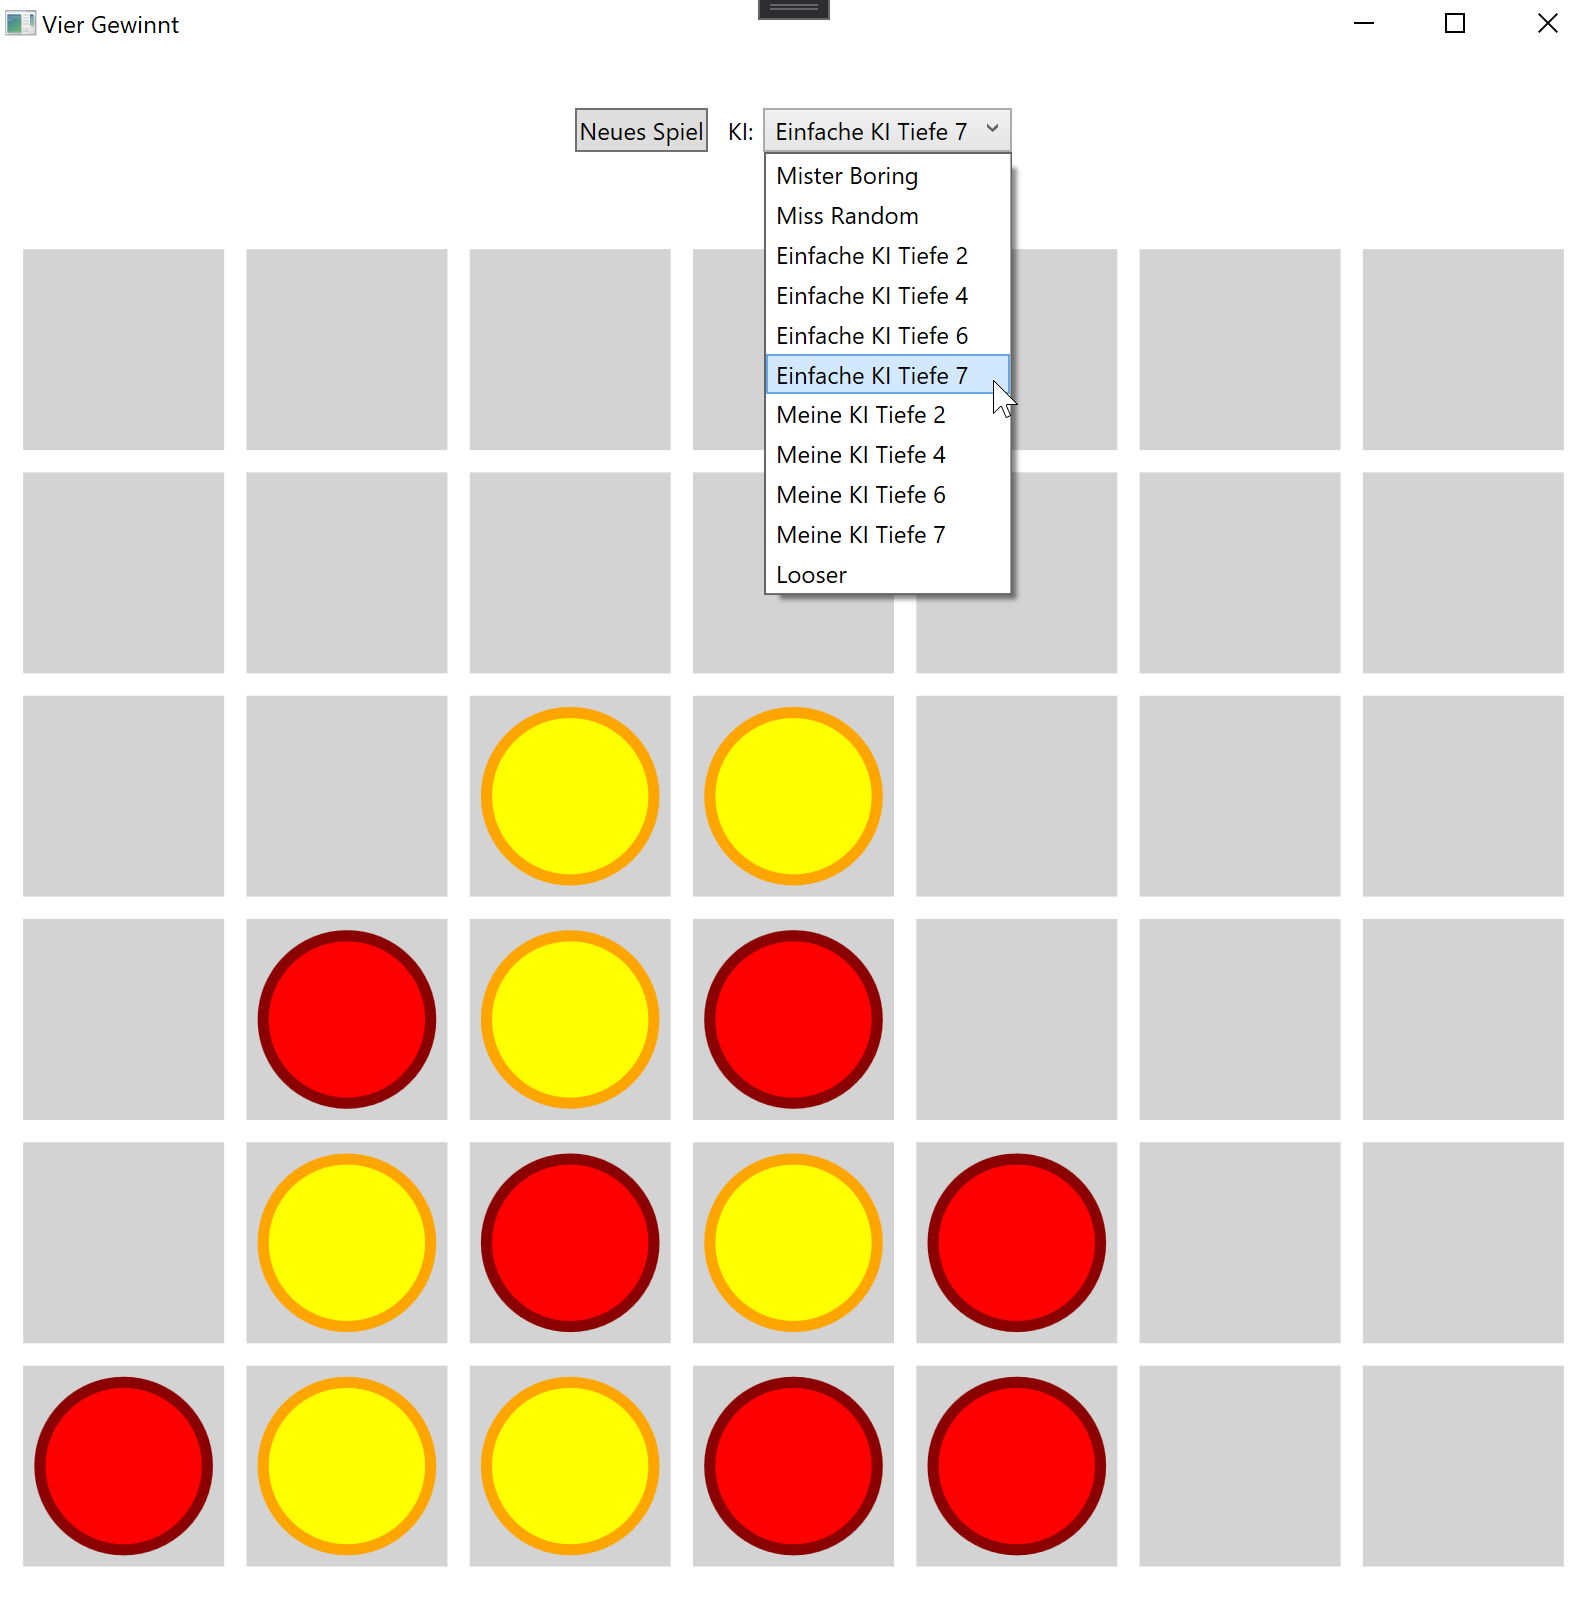 Vier Gewinnt
Neues Spiel KI: Einfache KI Tiefe 7
Mister Boring
Miss Random
Einfache KI Tiefe 2
Einfache KI Tiefe 4
Einfache KI Tiefe 6
Einfache KI Tiefe 7
Meine KI Tiefe 2
Meine KI Tiefe 4
Meine KI Tiefe 6
Meine KI Tiefe 7
Looser